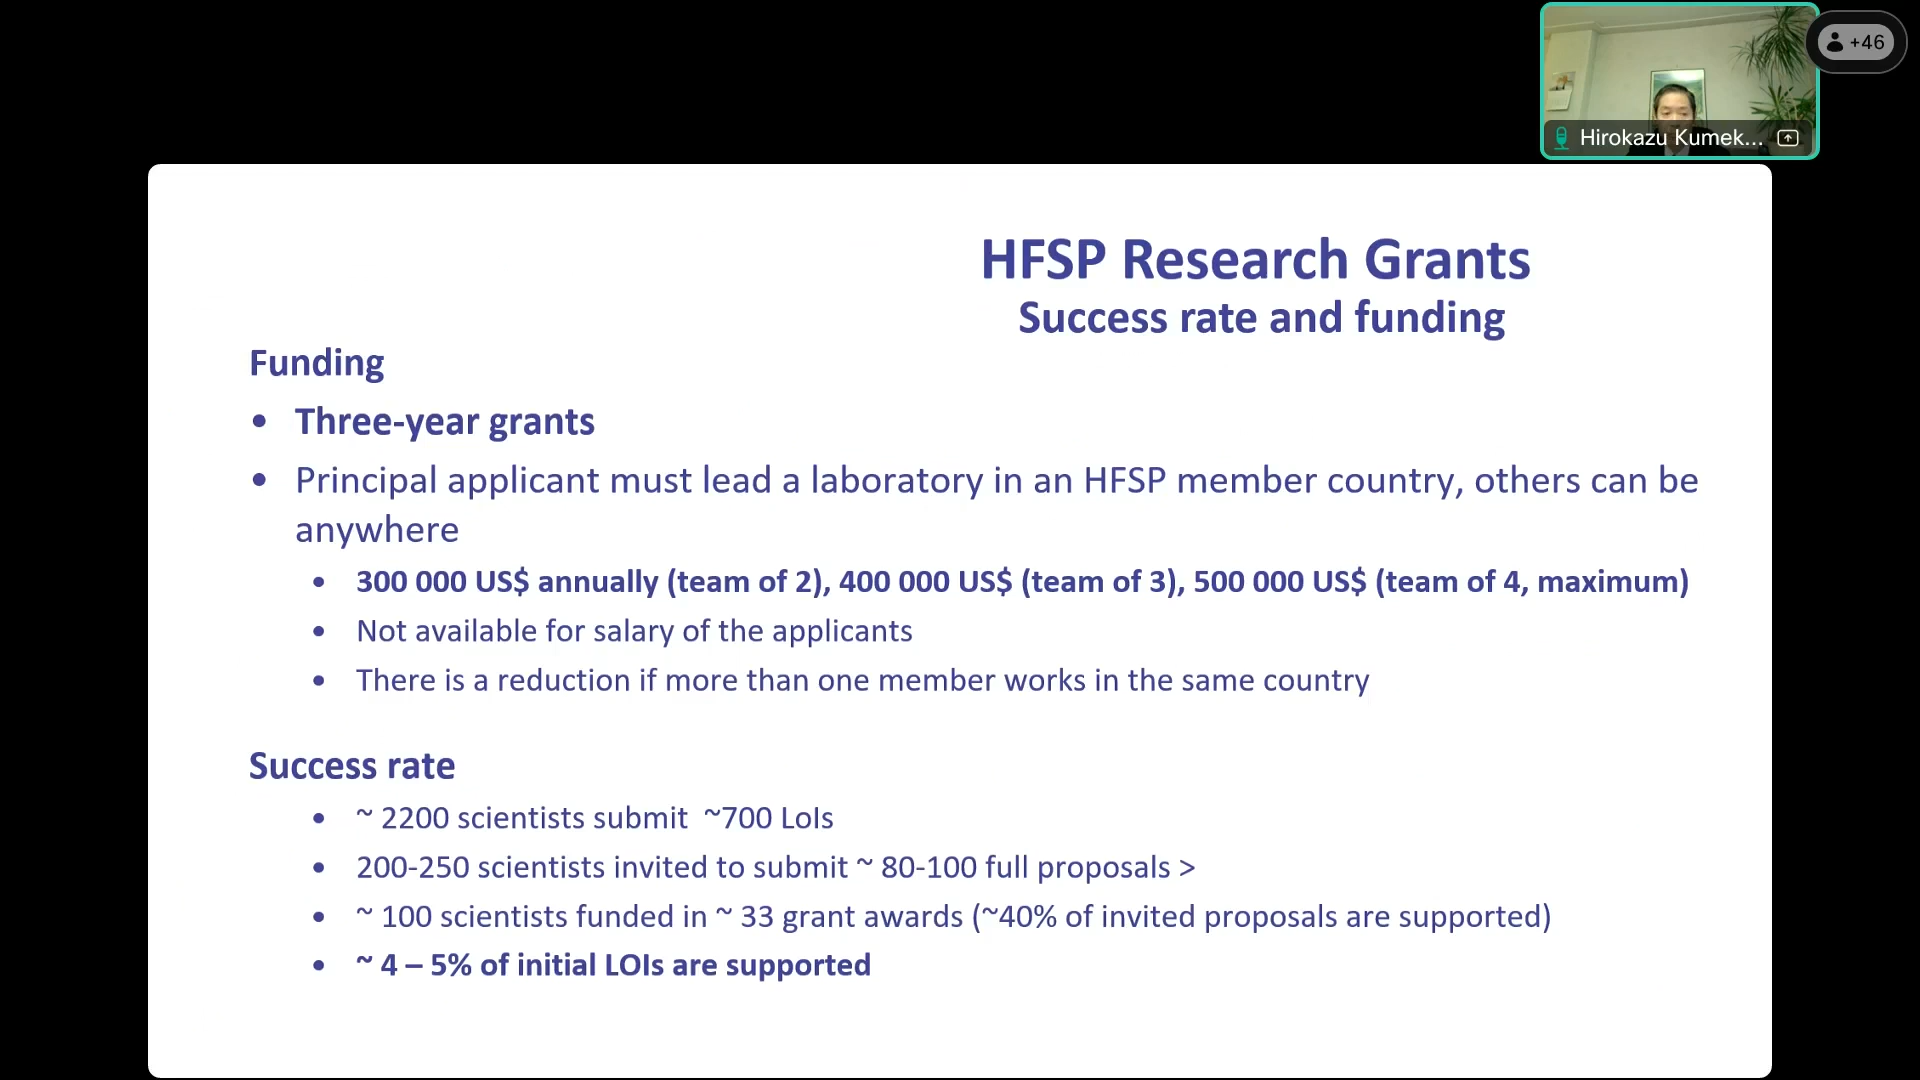 +46
Hirokazu Kumek...
HFSP Research Grants
Success rate and funding
Funding
• Three-year grants
• Principal applicant must lead a laboratory in an HFSP member country, others can be
anywhere
• 300 000 US$ annually (team of 2), 400 000 US$ (team of 3), 500 000 US$ (team of 4, maximum)
• Not available for salary of the applicants
• There is a reduction if more than one member works in the same country
Success rate
• ~ 2200 scientists submit ~700 LoIs
• 200-250 scientists invited to submit ~ 80-100 full proposals >
• ~ 100 scientists funded in ~ 33 grant awards (~40% of invited proposals are supported)
• ~ 4 – 5% of initial LOIs are supported